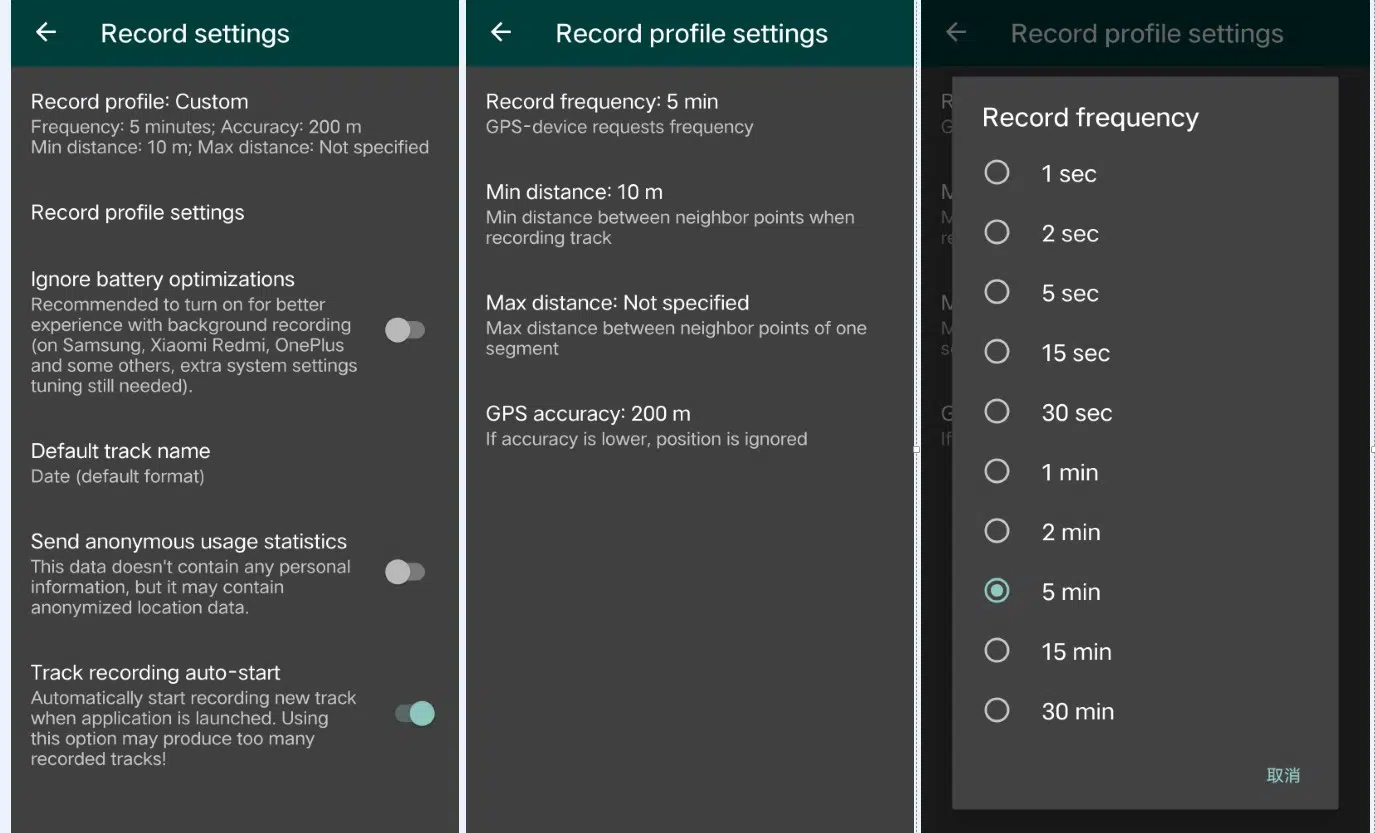 Record settings
Record profile: Custom
Frequency: 5 minutes; Accuracy: 200 m
Min distance: 10 m; Max distance: Not specified
Record profile settings
Ignore battery optimizations
Recommended to turn on for better
experience with background recording
(on Samsung, Xiaomi Redmi, OnePlus
and some others, extra system settings
tuning still needed).
Default track name
Date (default format)
Send anonymous usage statistics
This data doesn't contain any personal
information, but it may contain
anonymized location data.
Track recording auto-start
Automatically start recording new track
when application is launched. Using
this option may produce too many
recorded tracks!
Record profile settings
Record frequency: 5 min
GPS-device requests frequency
Min distance: 10 m
Min distance between neighbor points when
recording track
Max distance: Not specified
Max distance between neighbor points of one
segment
GPS accuracy: 200 m
If accuracy is lower, position is ignored
Record profile settings
Record frequency
1 sec
2 sec
5 sec
15 sec
30 sec
1 min
2 min
5 min
15 min
30 min
取消